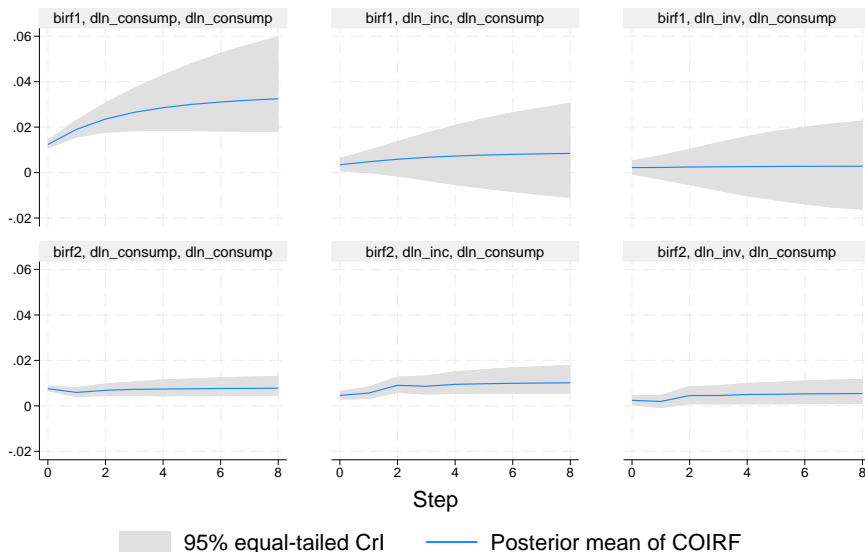 birf1, dln_consump, dln_consump birf1, dln_inc, dln_consump birf1, dln_inv, dln_consump
.06
.04
.02
0
-.02
birf2, dln_consump, dln_consump birf2, dln_inc, dln_consump birf2, dln_inv, dln_consump
.06
.04
.02
0
-.02
0 2 4 6 8 0 2 4 6 8 0 2 4 6 8
Step
95% equal-tailed CrI Posterior mean of COIRF